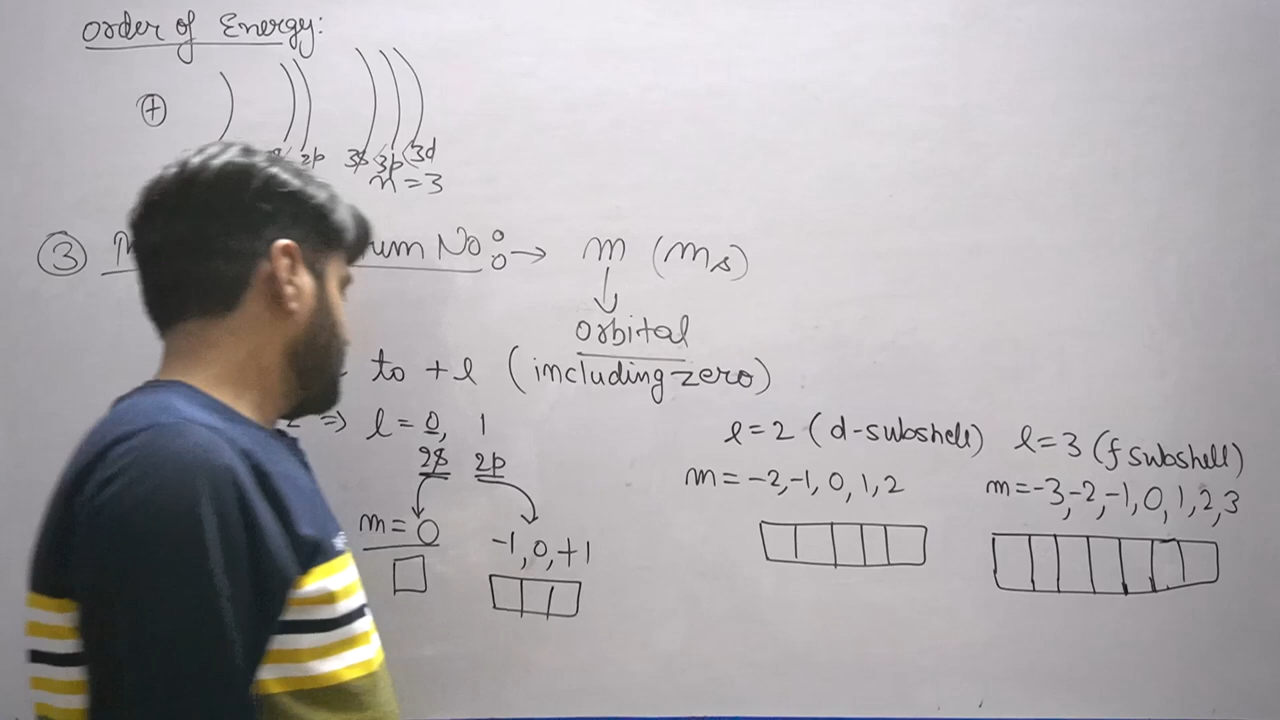 Order of Energy:
+
2p 3s 3p 3d
n=3
③ um No: → m (ms)
orbital
to +l (including zero)
⇒ l = 0, 1
2s 2p
m = 0
-1, 0, +1
l=2 (d-subshell)
m = -2, -1, 0, 1, 2
l=3 (f subshell)
m=-3,-2,-1,0,1,2,3